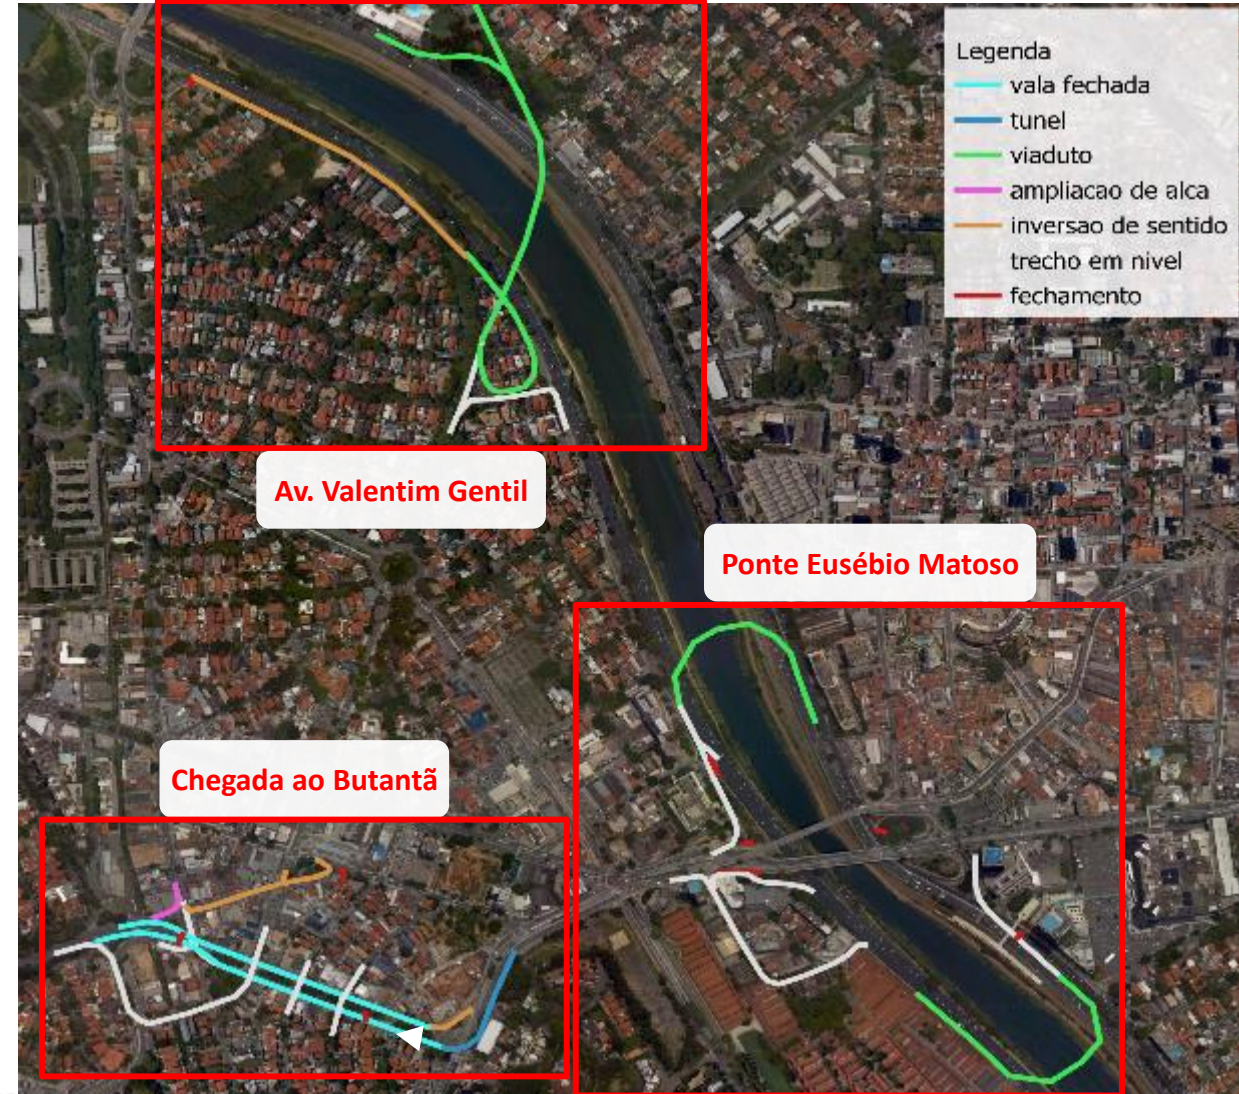 Legenda
vala fechada
tunel
viaduto
ampliacao de alca
inversao de sentido
trecho em nivel
fechamento
Av. Valentim Gentil
Ponte Eusébio Matoso
Chegada ao Butantã